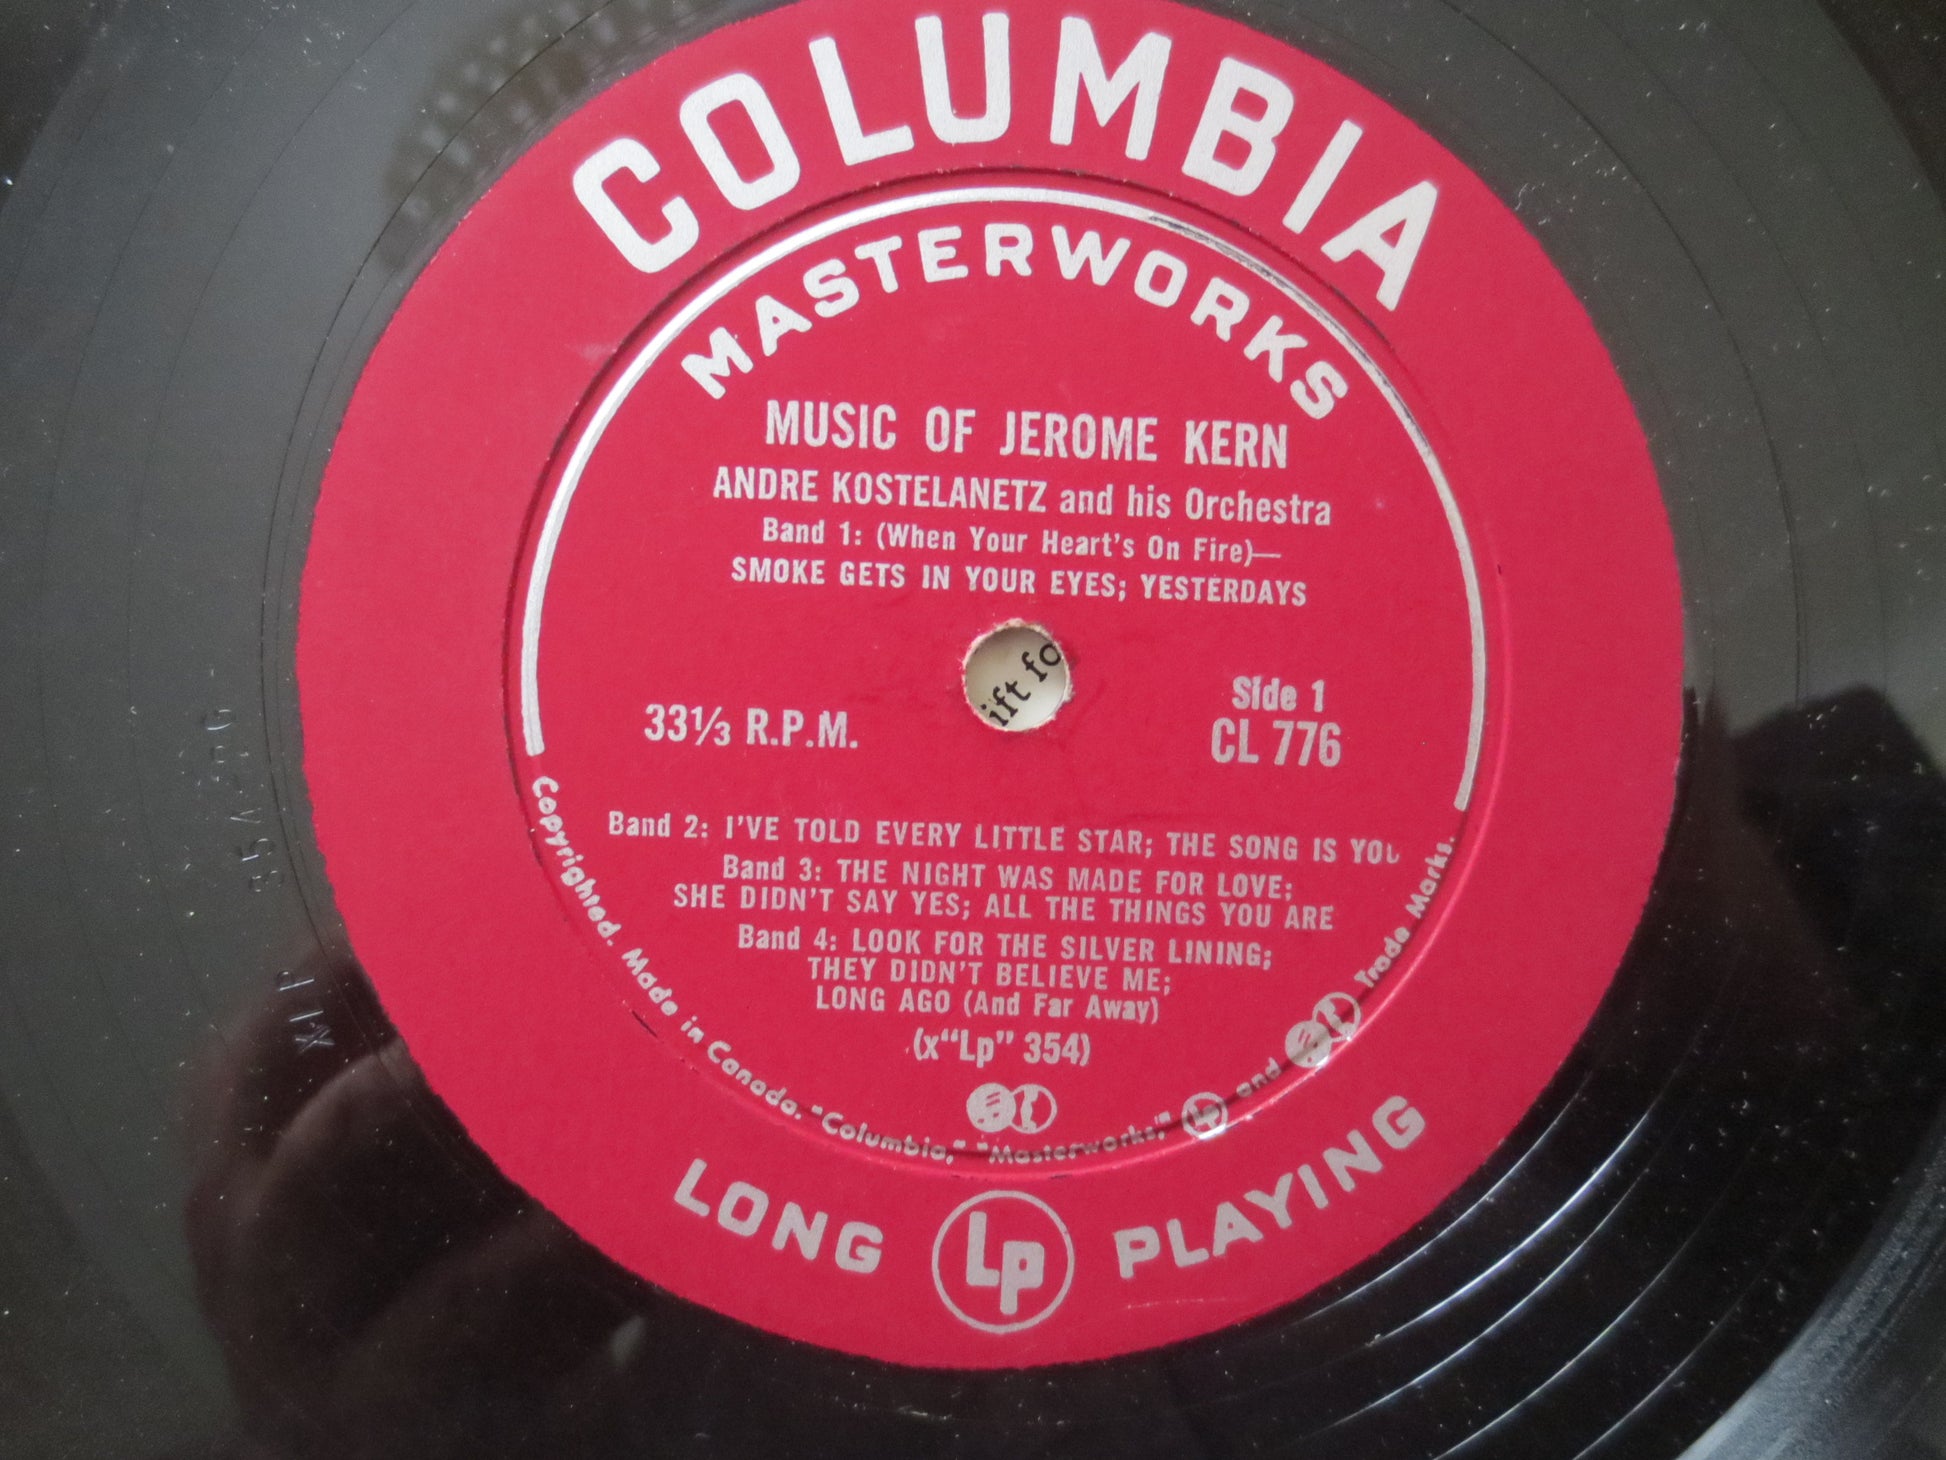 COLUMBIA
MASTERWORKS
MUSIC OF JEROME KERN
ANDRE KOSTELANETZ and his Orchestra
Band 1: (When Your Heart's On Fire)—
SMOKE GETS IN YOUR EYES; YESTERDAYS
ift fo
33⅓ R.P.M.
Side 1
CL 776
Band 2: I'VE TOLD EVERY LITTLE STAR; THE SONG IS YOU
Band 3: THE NIGHT WAS MADE FOR LOVE;
SHE DIDN'T SAY YES; ALL THE THINGS YOU ARE
Band 4: LOOK FOR THE SILVER LINING;
THEY DIDN'T BELIEVE ME;
LONG AGO (And Far Away)
(x“Lp” 354)
Copyrighted. Made in Canada. "Columbia," "Masterworks," Lp and Trade Marks.
LONG Lp PLAYING